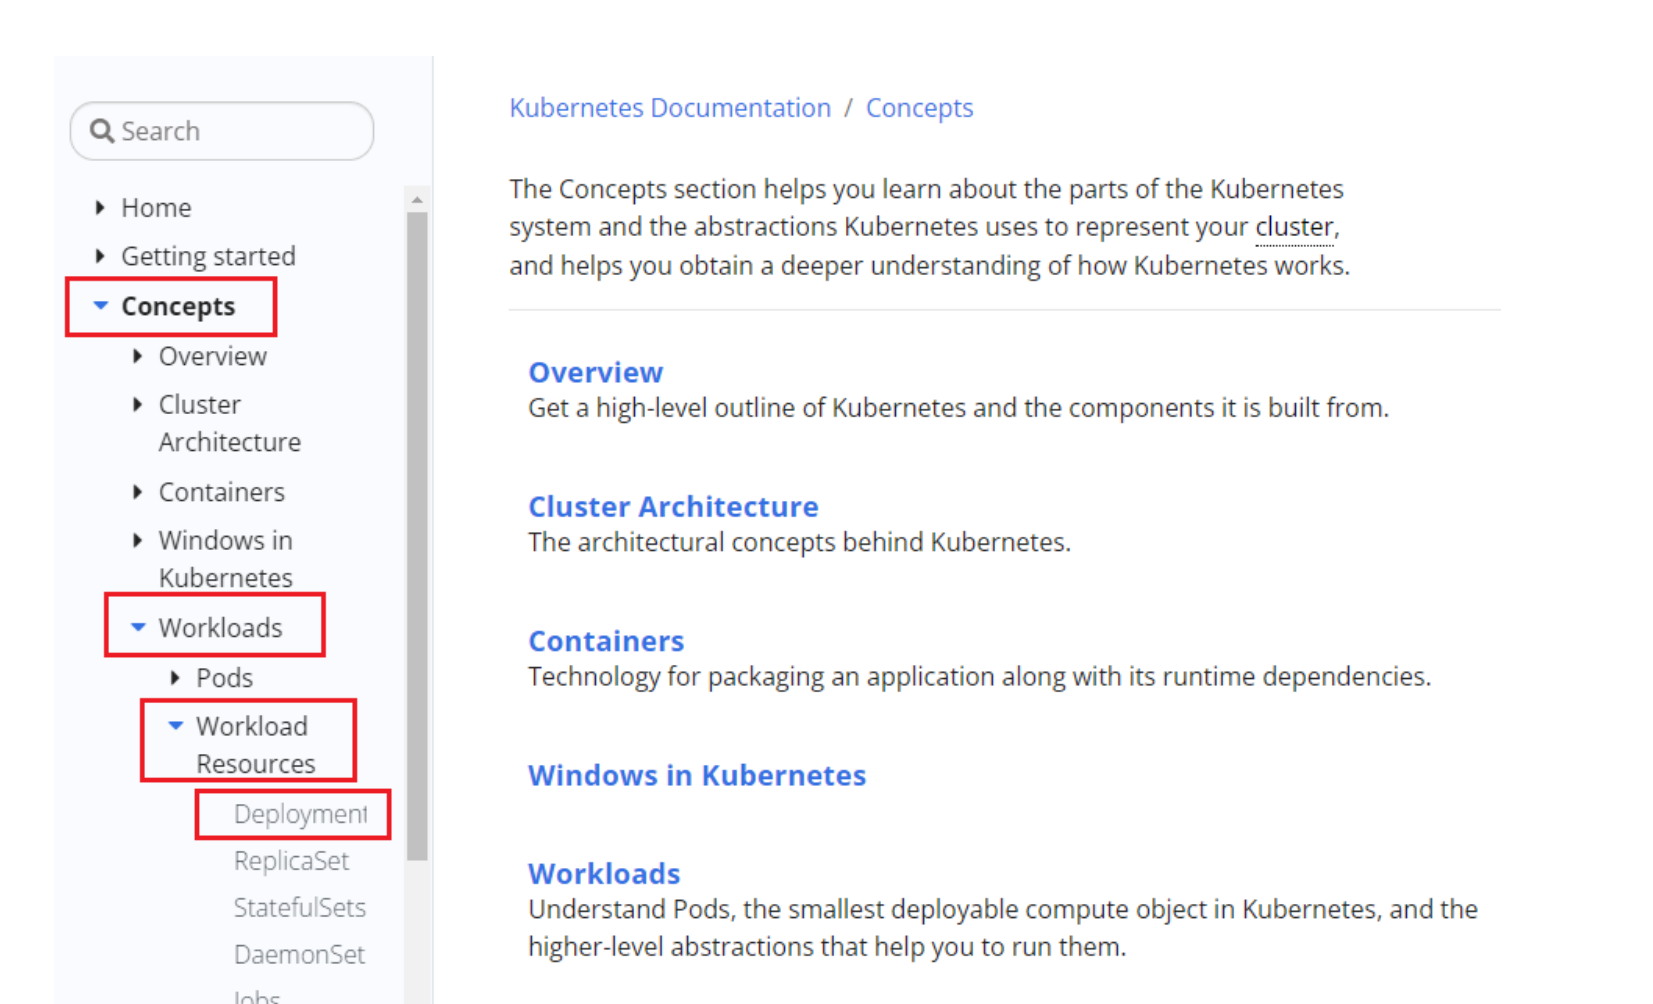 Search
Home
Getting started
Concepts
Overview
Cluster
Architecture
Containers
Windows in
Kubernetes
Workloads
Pods
Workload
Resources
Deployment
ReplicaSet
StatefulSets
DaemonSet
Jobs
Kubernetes Documentation / Concepts
The Concepts section helps you learn about the parts of the Kubernetes
system and the abstractions Kubernetes uses to represent your cluster,
and helps you obtain a deeper understanding of how Kubernetes works.
Overview
Get a high-level outline of Kubernetes and the components it is built from.
Cluster Architecture
The architectural concepts behind Kubernetes.
Containers
Technology for packaging an application along with its runtime dependencies.
Windows in Kubernetes
Workloads
Understand Pods, the smallest deployable compute object in Kubernetes, and the
higher-level abstractions that help you to run them.